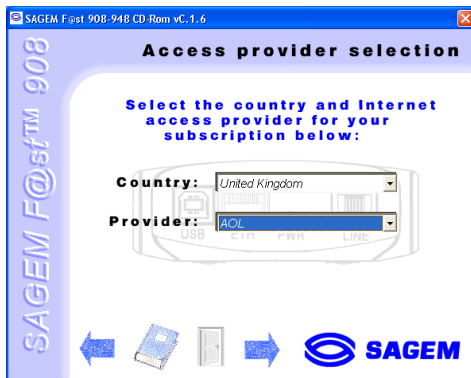 SAGEM F@st 908-948 CD-Rom vC.1.6
Access provider selection
SAGEM F@st™ 908
Select the country and Internet
access provider for your
subscription below:
Country: United Kingdom
Provider: AOL
USB ETH PWR LINE
SAGEM